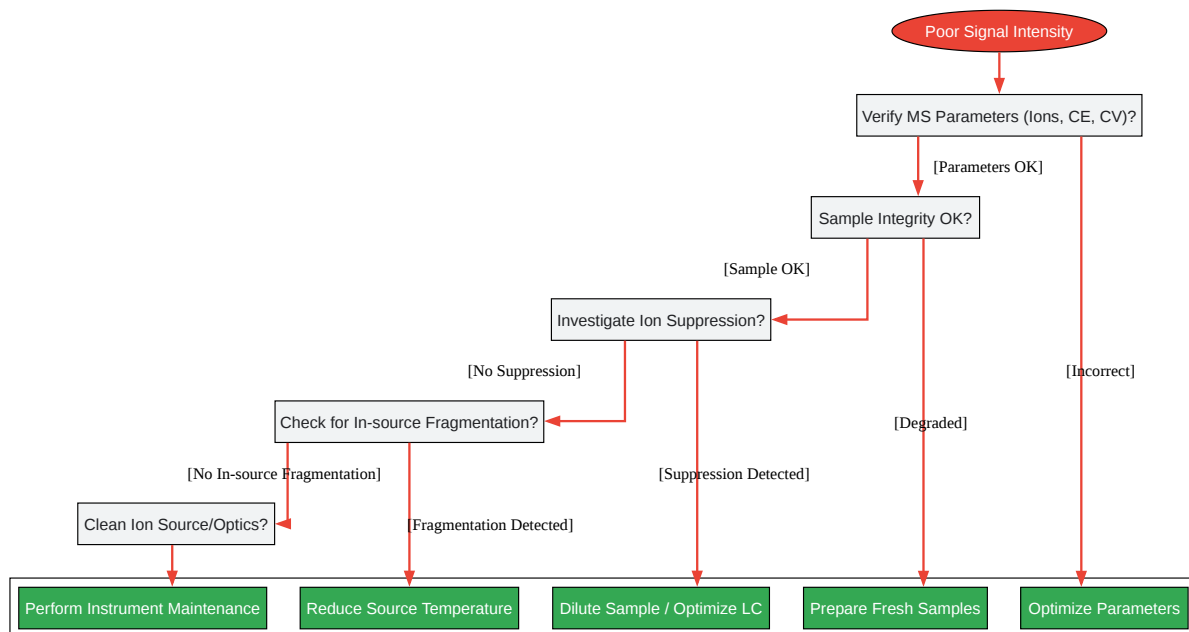 Poor Signal Intensity
Verify MS Parameters (Ions, CE, CV)?
[Parameters OK]
Sample Integrity OK?
[Sample OK]
Investigate Ion Suppression?
[No Suppression]
[Incorrect]
Check for In-source Fragmentation?
[Degraded]
[No In-source Fragmentation]
[Suppression Detected]
Clean Ion Source/Optics?
[Fragmentation Detected]
Perform Instrument Maintenance
Reduce Source Temperature
Dilute Sample / Optimize LC
Prepare Fresh Samples
Optimize Parameters